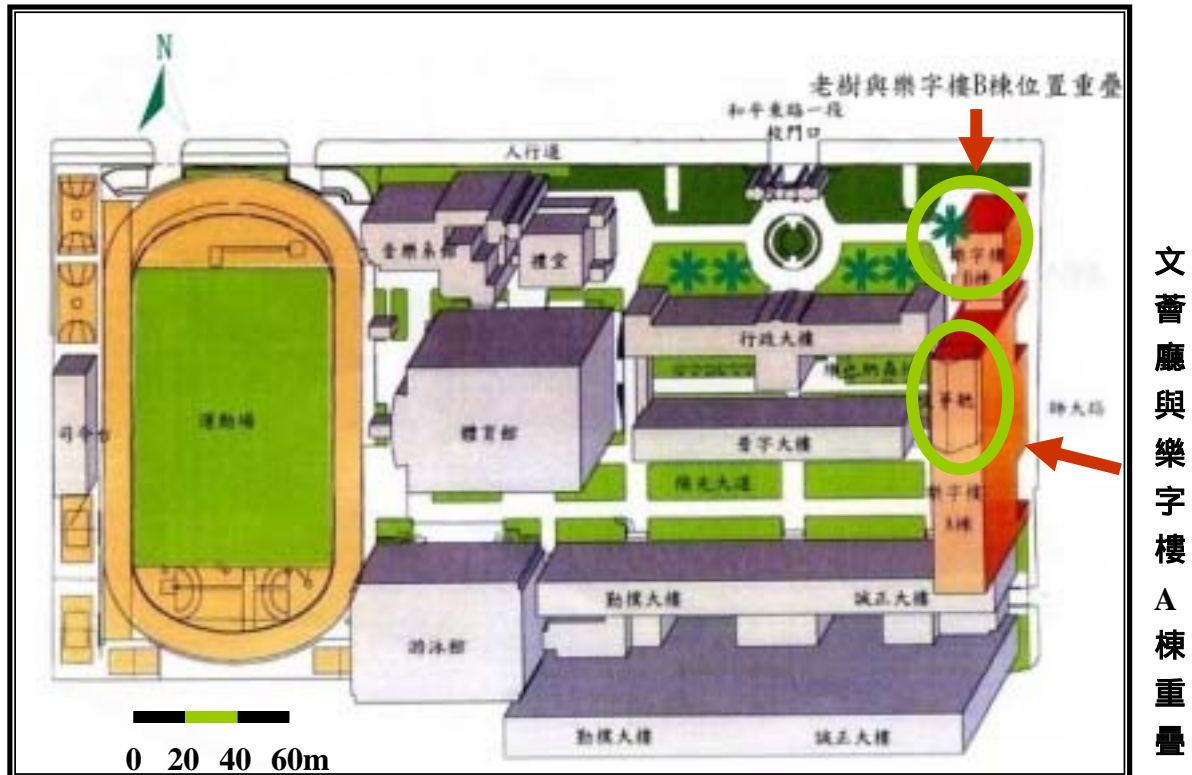 N
老樹與樂字樓B棟位置重疊
和平東路一段
校門口
人行道
音樂系館
禮堂
樂字樓
B棟
行政大樓
運動場
司令台
體育館
普字大樓
師大路
陽光大道
樂字樓
A棟
勤樸大樓
誠正大樓
游泳館
勤樸大樓
誠正大樓
0 20 40 60m
文薈廳與樂字樓A棟重疊